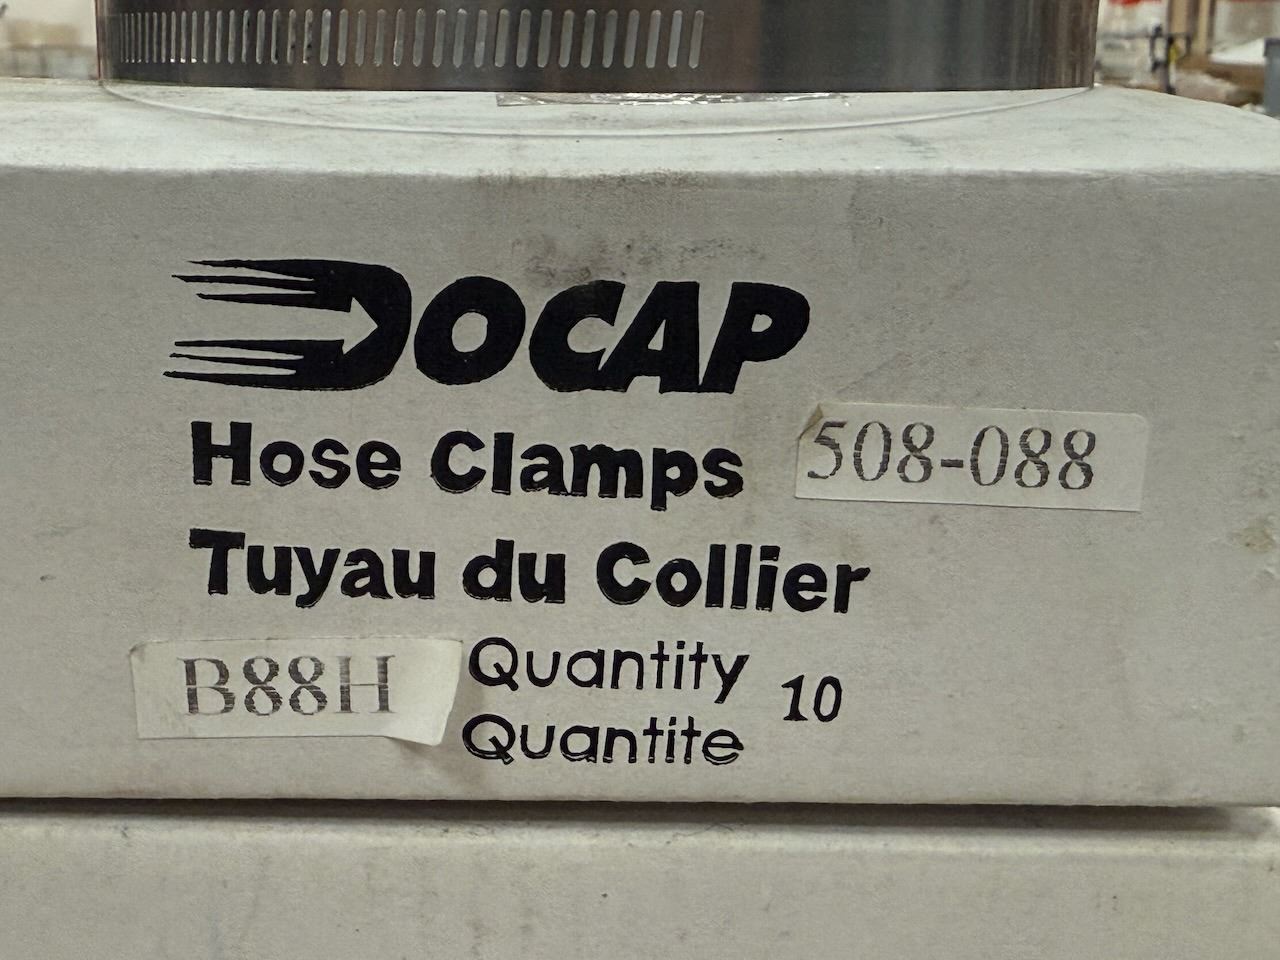 DOCAP
Hose Clamps 508-088
Tuyau du Collier
B88H Quantity 10
Quantite